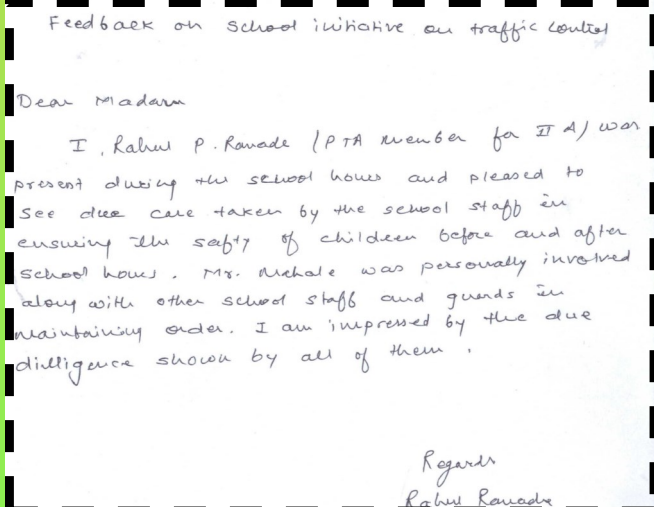 Feedback on school initiative on traffic control
Dear Madam
I, Rahul P. Ranade (PTA member for II A) was
present during the school hours and pleased to
see due care taken by the school staff in
ensuring the safty of children before and after
school hours. Mr. Mahale was personally involved
along with other school staff and guards in
maintaining order. I am impressed by the due
dilligence shown by all of them.
Regards
Rahul Ranade